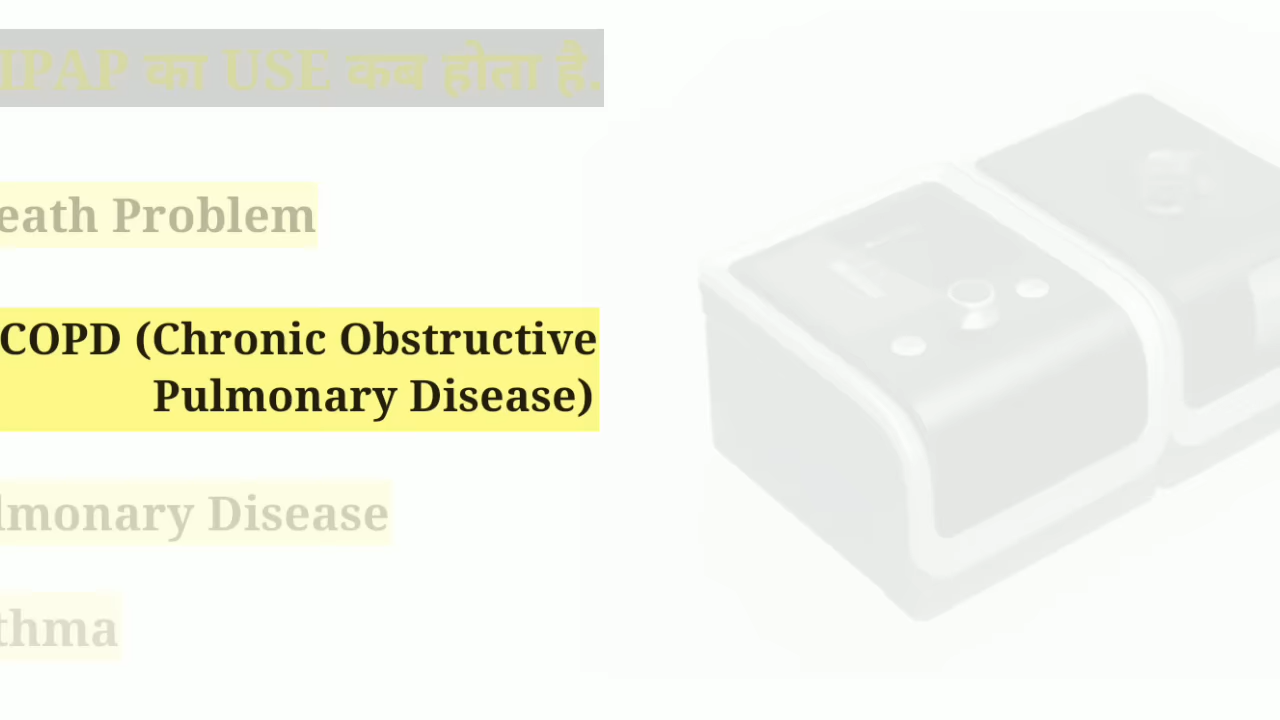 IPAP का USE कब होता है.
eath Problem
COPD (Chronic Obstructive
Pulmonary Disease)
lmonary Disease
thma